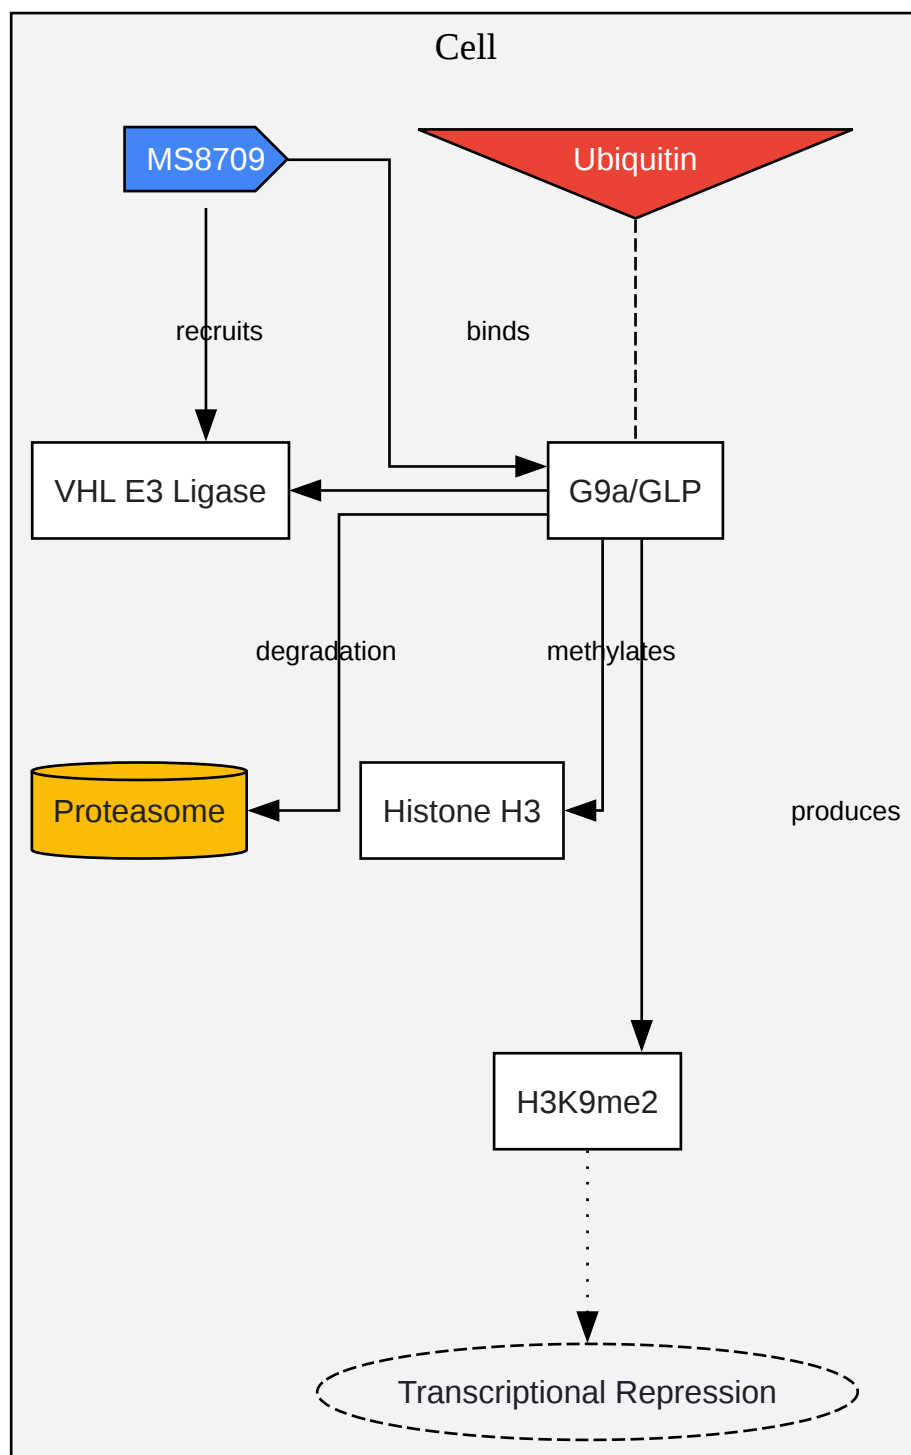 Cell
MS8709
Ubiquitin
recruits
binds
VHL E3 Ligase
G9a/GLP
degradation
methylates
Proteasome
Histone H3
produces
H3K9me2
Transcriptional Repression